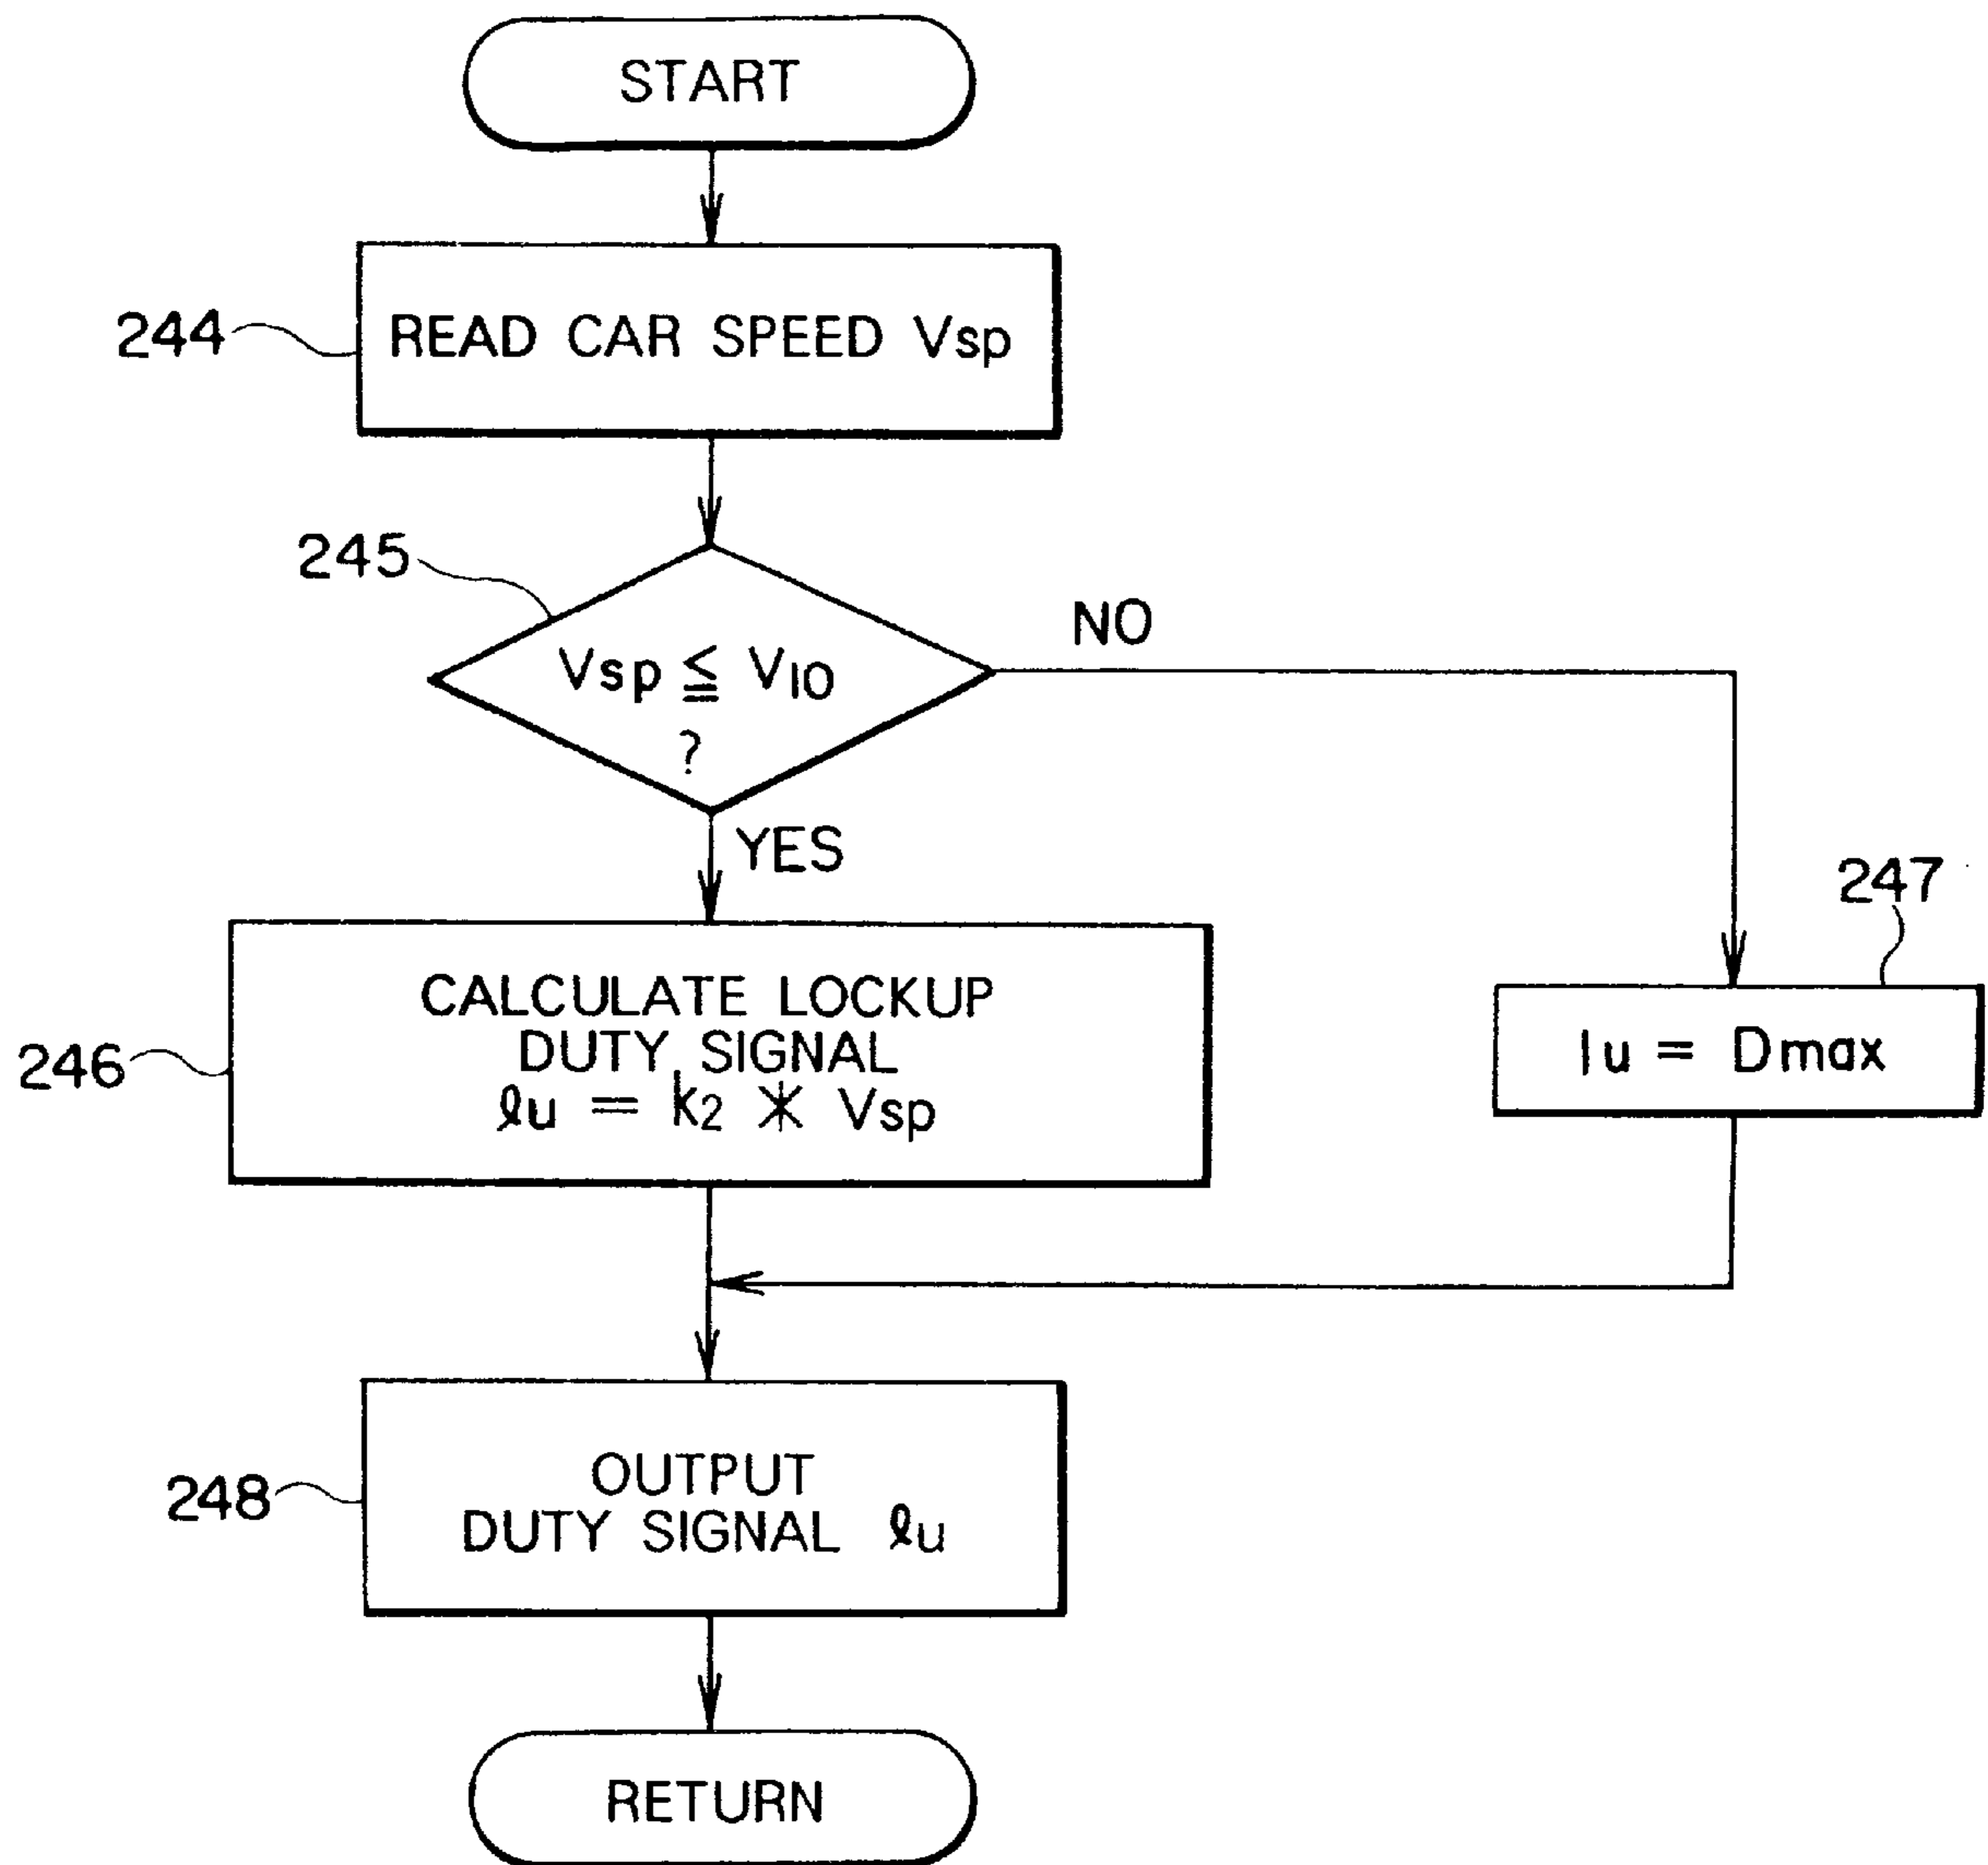 START
244
READ CAR SPEED Vsp
245
Vsp ≦ V10
?
NO
YES
247
246
CALCULATE LOCKUP
DUTY SIGNAL
ℓu = k2 * Vsp
lu = Dmax
248
OUTPUT
DUTY SIGNAL ℓu
RETURN